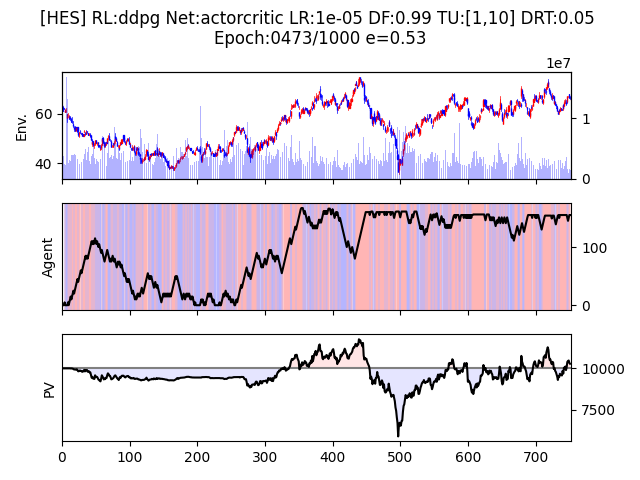 [HES] RL:ddpg Net:actorcritic LR:1e-05 DF:0.99 TU:[1,10] DRT:0.05
Epoch:0473/1000 e=0.53
1e7
Env.
60
40
1
0
Agent
100
0
PV
10000
7500
0 100 200 300 400 500 600 700